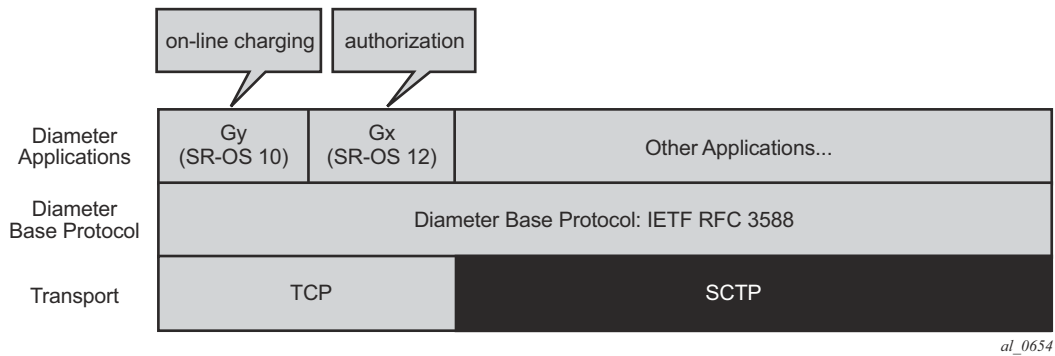 on-line charging
authorization
Diameter
Applications
Gy
(SR-OS 10)
Gx
(SR-OS 12)
Other Applications...
Diameter
Base Protocol
Diameter Base Protocol: IETF RFC 3588
Transport
TCP
SCTP
al_0654